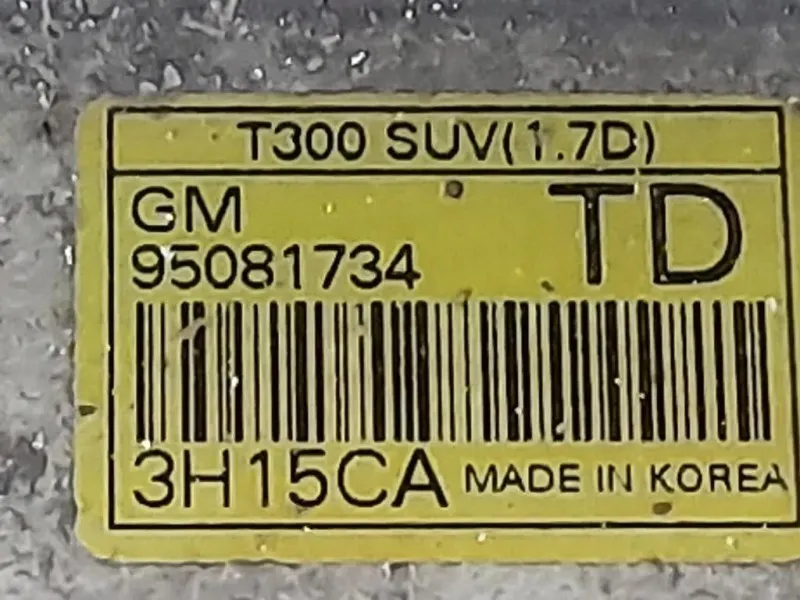 T300 SUV(1.7D)
GM
TD
95081734
3H15CA MADE IN KOREA